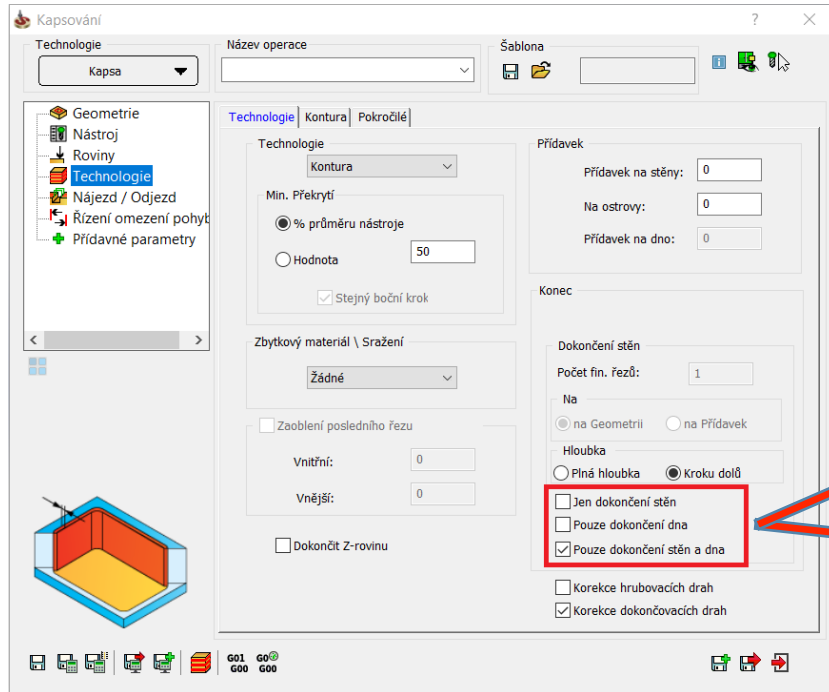 Kapsování
Technologie
Kapsa
Název operace
Šablona
Geometrie
Nástroj
Roviny
Technologie
Nájezd / Odjezd
Řízení omezení pohyb
Přídavné parametry
Technologie Kontura Pokročilé
Technologie
Kontura
Min. Překrytí
% průměru nástroje
Hodnota
50
Stejný boční krok
Zbytkový materiál \ Sražení
Žádné
Zaoblení posledního řezu
Vnitřní: 0
Vnější: 0
Dokončit Z-rovinu
Přídavek
Přídavek na stěny: 0
Na ostrovy: 0
Přídavek na dno: 0
Konec
Dokončení stěn
Počet fin. řezů: 1
Na
na Geometrii na Přídavek
Hloubka
Plná hloubka Kroku dolů
Jen dokončení stěn
Pouze dokončení dna
Pouze dokončení stěn a dna
Korekce hrubovacích drah
Korekce dokončovacích drah
G01 G0
G00 G00